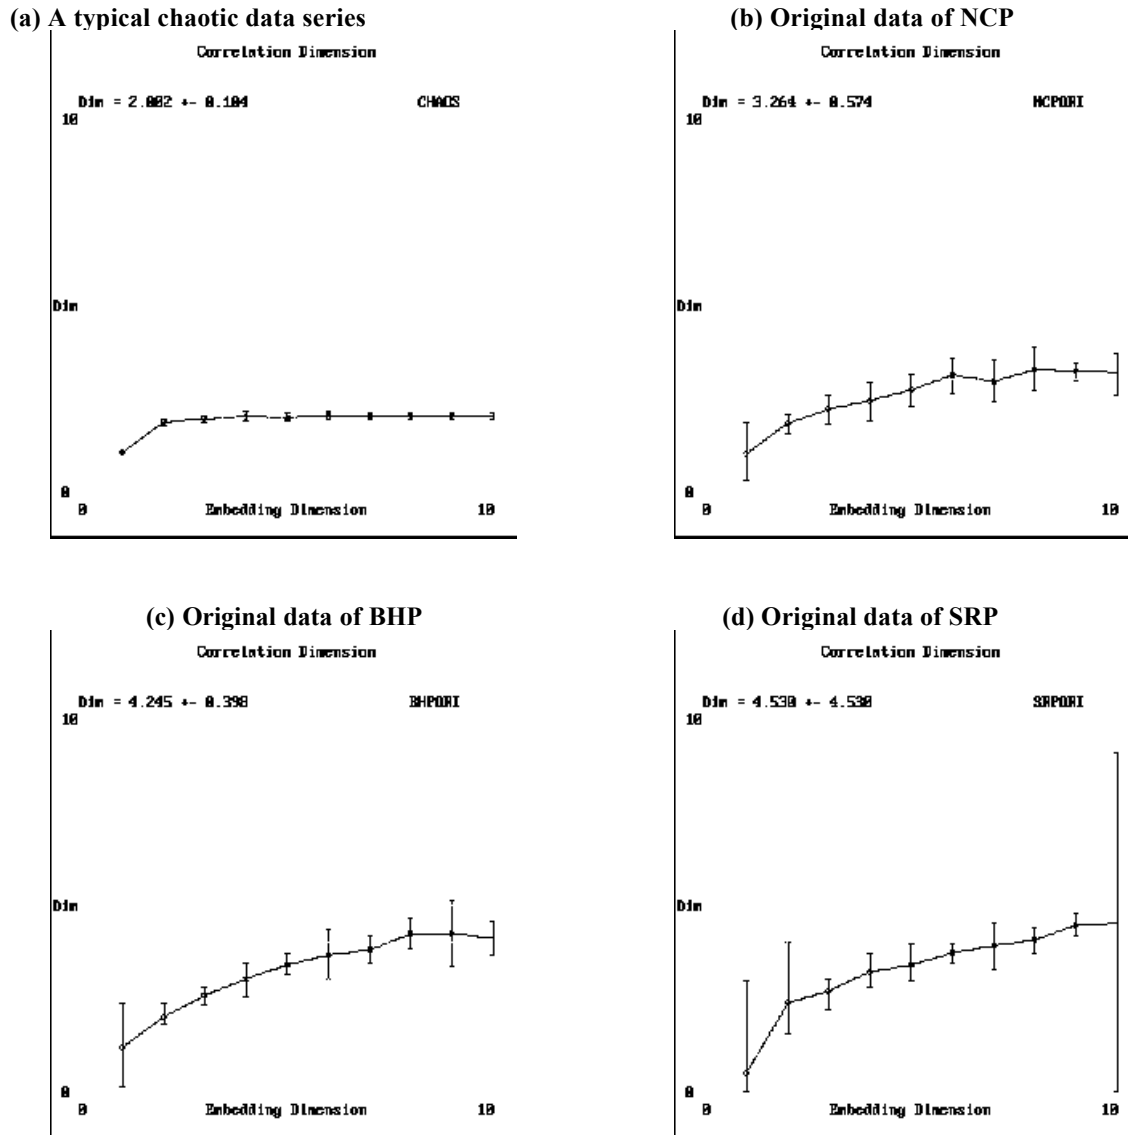 (a) A typical chaotic data series
Correlation Dimension
Dim = 2.002 +- 0.104 CHAOS
10
Dim
0
0 Embedding Dimension 10
(b) Original data of NCP
Correlation Dimension
Dim = 3.264 +- 0.574 NCPORI
10
Dim
0
0 Embedding Dimension 10
(c) Original data of BHP
Correlation Dimension
Dim = 4.245 +- 0.398 BHPORI
10
Dim
0
0 Embedding Dimension 10
(d) Original data of SRP
Correlation Dimension
Dim = 4.530 +- 4.530 SRPORI
10
Dim
0
0 Embedding Dimension 10